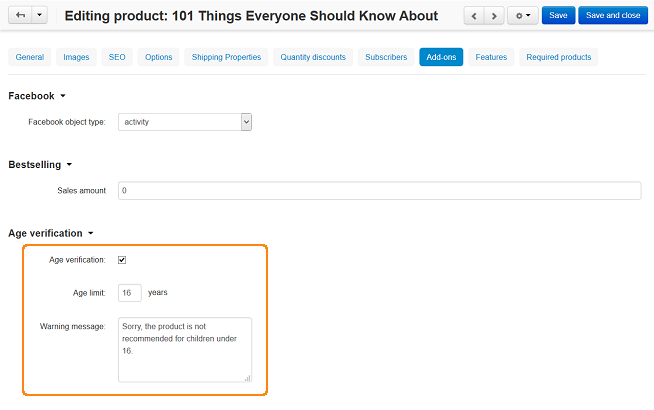 Editing product: 101 Things Everyone Should Know About
Save
Save and close
General Images SEO Options Shipping Properties Quantity discounts Subscribers Add-ons Features Required products
Facebook
Facebook object type: activity
Bestselling
Sales amount 0
Age verification
Age verification:
Age limit: 16 years
Warning message: Sorry, the product is not
recommended for children under
16.